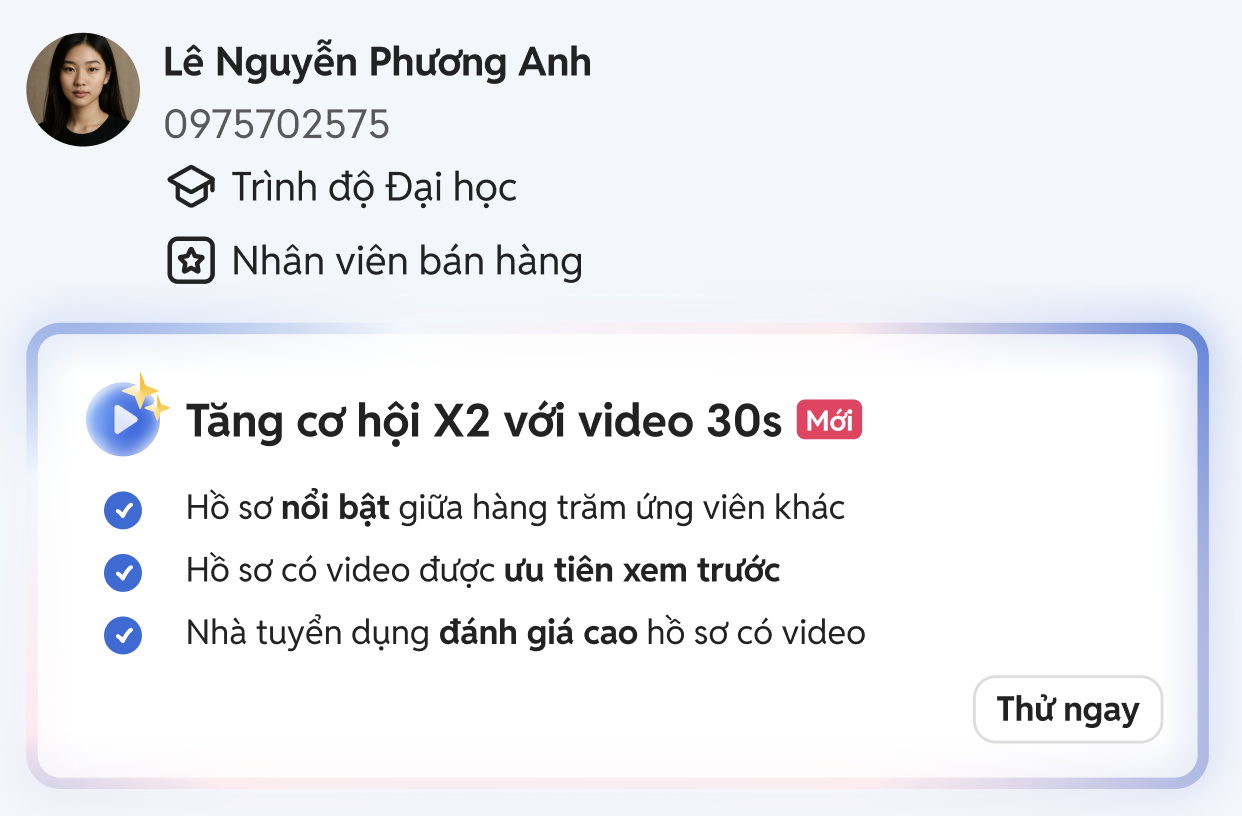 Lê Nguyễn Phương Anh
0975702575
Trình độ Đại học
Nhân viên bán hàng
Tăng cơ hội X2 với video 30s Mới
Hồ sơ nổi bật giữa hàng trăm ứng viên khác
Hồ sơ có video được ưu tiên xem trước
Nhà tuyển dụng đánh giá cao hồ sơ có video
Thử ngay